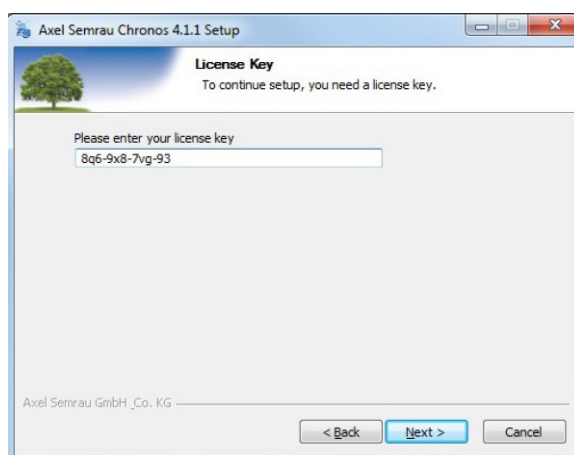 Axel Semrau Chronos 4.1.1 Setup
License Key
To continue setup, you need a license key.
Please enter your license key
8q6-9x8-7vg-93
Axel Semrau GmbH _Co. KG
< Back
Next >
Cancel